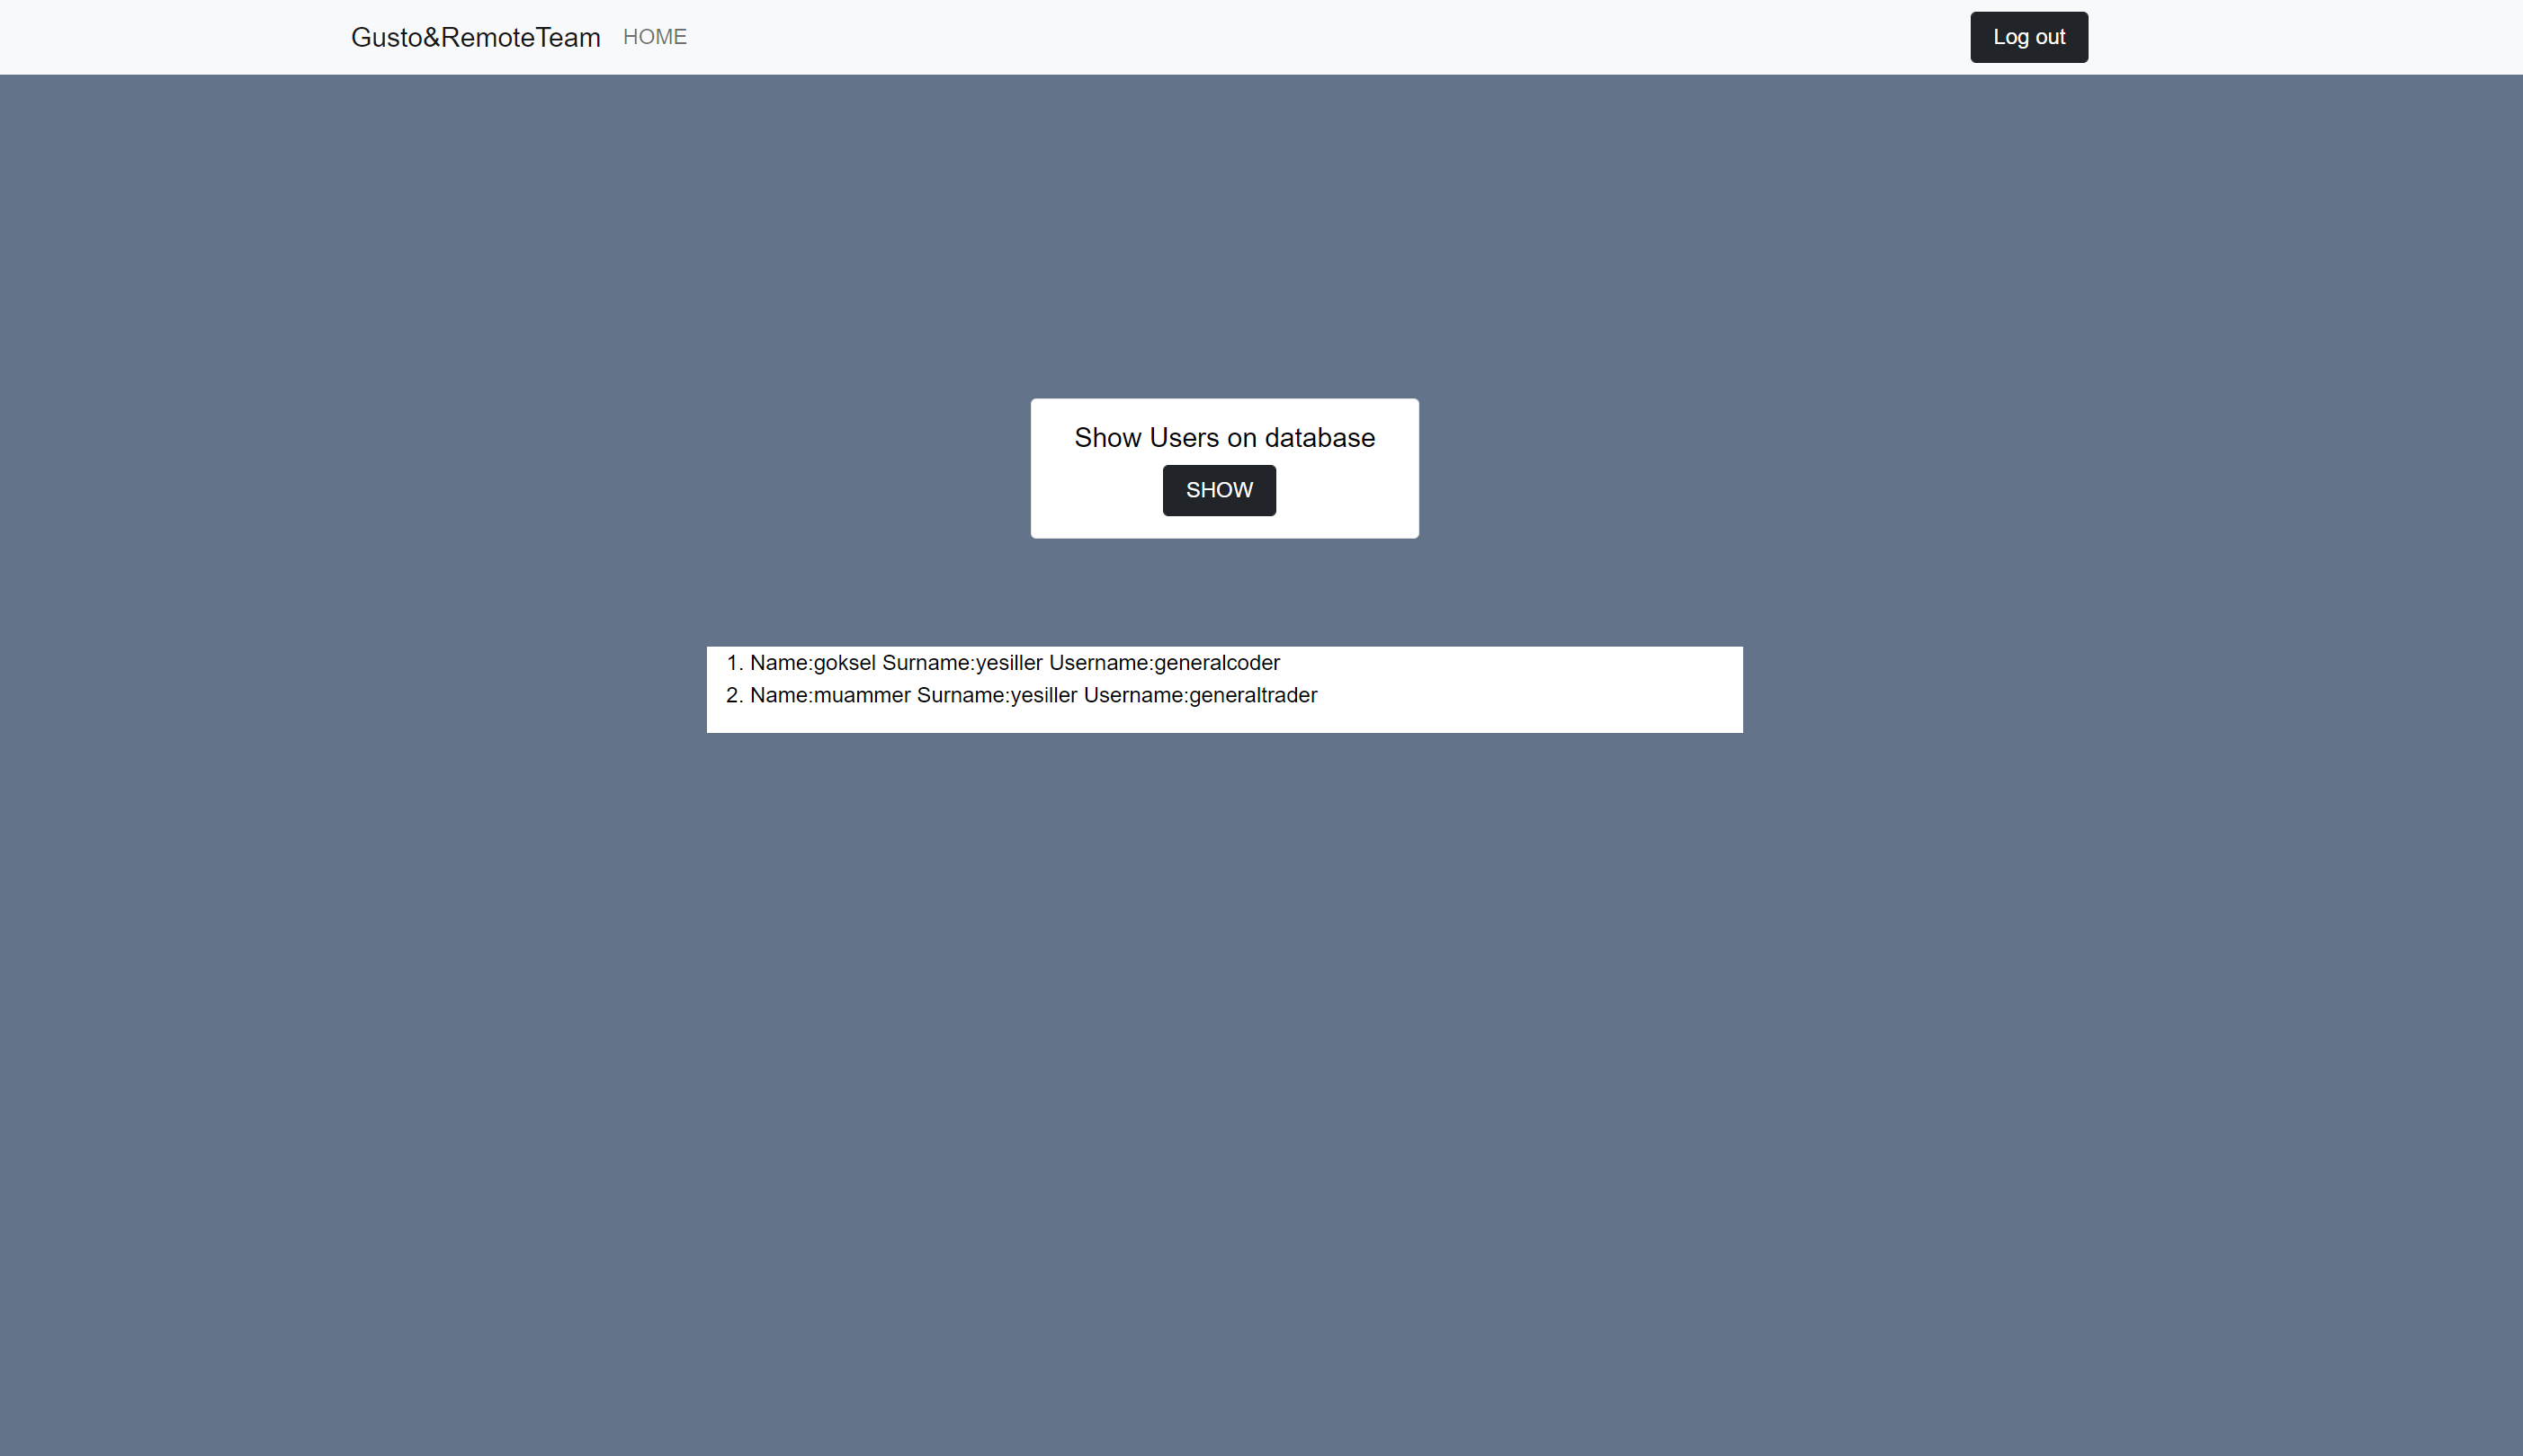 Gusto&RemoteTeam HOME Log out
Show Users on database
SHOW
1. Name:goksel Surname:yesiller Username:generalcoder
2. Name:muammer Surname:yesiller Username:generaltrader